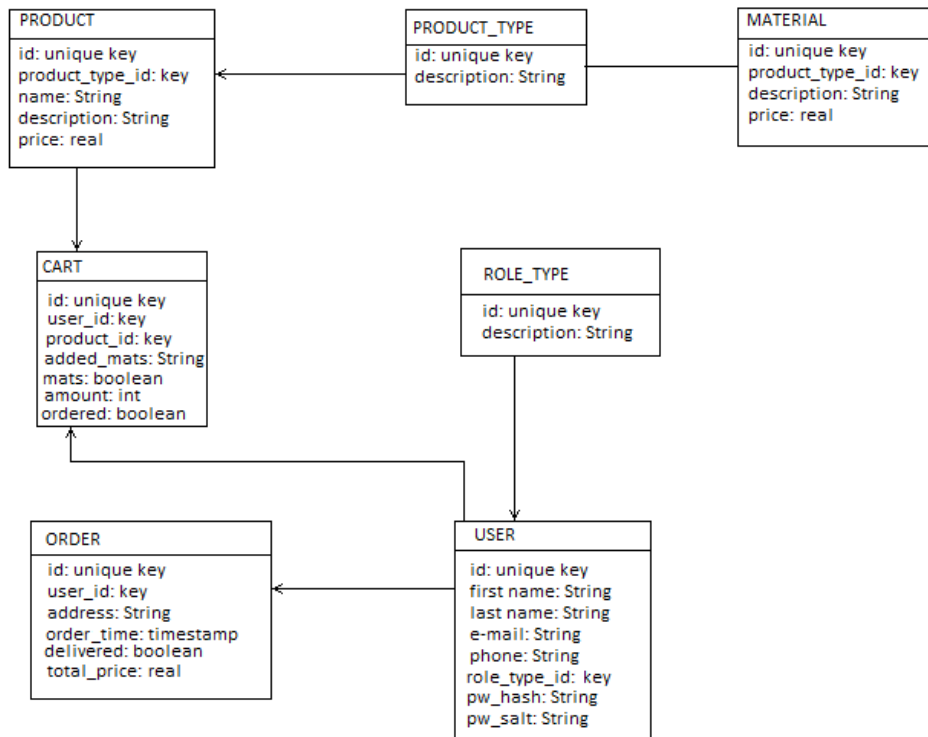 PRODUCT
id: unique key
product_type_id: key
name: String
description: String
price: real
PRODUCT_TYPE
id: unique key
description: String
MATERIAL
id: unique key
product_type_id: key
description: String
price: real
CART
id: unique key
user_id: key
product_id: key
added_mats: String
mats: boolean
amount: int
ordered: boolean
ROLE_TYPE
id: unique key
description: String
ORDER
id: unique key
user_id: key
address: String
order_time: timestamp
delivered: boolean
total_price: real
USER
id: unique key
first name: String
last name: String
e-mail: String
phone: String
role_type_id: key
pw_hash: String
pw_salt: String